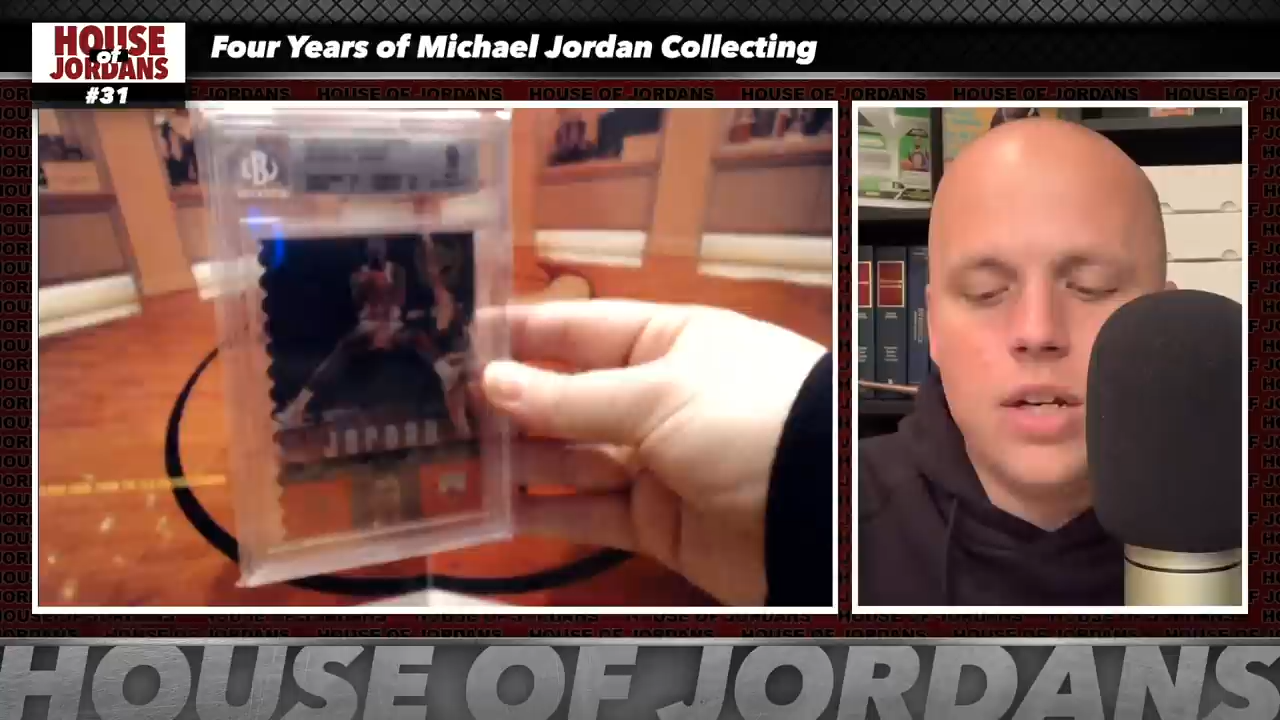 HOUSE
of
JORDANS
#31
Four Years of Michael Jordan Collecting
JORDAN
HOUSE OF JORDANS